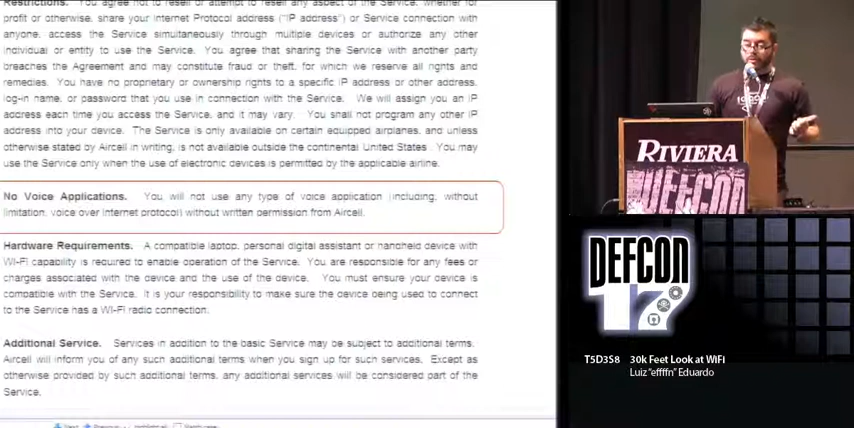 Restrictions. You agree not to resell or attempt to resell any aspect of the Service, whether for
profit or otherwise, share your Internet Protocol address ("IP address") or Service connection with
anyone, access the Service simultaneously through multiple devices or authorize any other
individual or entity to use the Service. You agree that sharing the Service with another party
breaches the Agreement and may constitute fraud or theft, for which we reserve all rights and
remedies. You have no proprietary or ownership rights to a specific IP address or other address,
log-in name, or password that you use in connection with the Service. We will assign you an IP
address each time you access the Service, and it may vary. You shall not program any other IP
address into your device. The Service is only available on certain equipped airplanes, and unless
otherwise stated by Aircell in writing, is not available outside the continental United States. You may
use the Service only when the use of electronic devices is permitted by the applicable airline.
No Voice Applications. You will not use any type of voice application (including, without
limitation, voice over Internet protocol) without written permission from Aircell.
Hardware Requirements. A compatible laptop, personal digital assistant or handheld device with
Wi-Fi capability is required to enable operation of the Service. You are responsible for any fees or
charges associated with the device and the use of the device. You must ensure your device is
compatible with the Service. It is your responsibility to make sure the device being used to connect
to the Service has a Wi-Fi radio connection.
Additional Service. Services in addition to the basic Service may be subject to additional terms.
Aircell will inform you of any such additional terms when you sign up for such services. Except as
otherwise provided by such additional terms, any additional services will be considered part of the
Service.
Next Previous
RIVIERA
DEFCON
DEFCON
17
T5D3S8 30k Feet Look at WiFi
Luiz "effffn" Eduardo